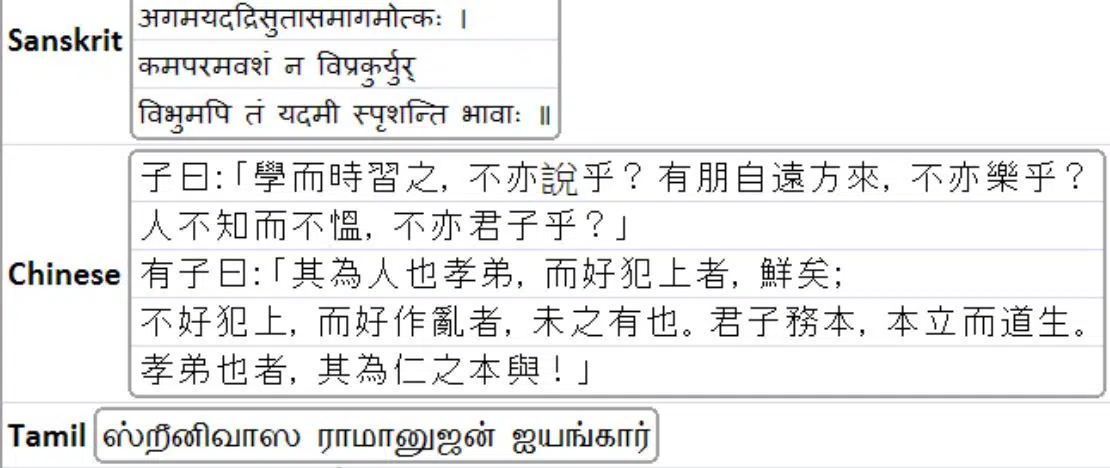 Sanskrit
अगमयदद्रिसुतासमागमोत्कः ।
कमपरमवशं न विप्रकुर्युर्
विभुमपि तं यदमी स्पृशन्ति भावाः ॥
Chinese
子曰:「學而時習之, 不亦說乎? 有朋自遠方來, 不亦樂乎?
人不知而不慍, 不亦君子乎?」
有子曰:「其為人也孝弟, 而好犯上者, 鮮矣;
不好犯上, 而好作亂者, 未之有也。君子務本, 本立而道生。
孝弟也者, 其為仁之本與!」
Tamil ஸ்றீனிவாஸ ராமானுஜன் ஐயங்கார்